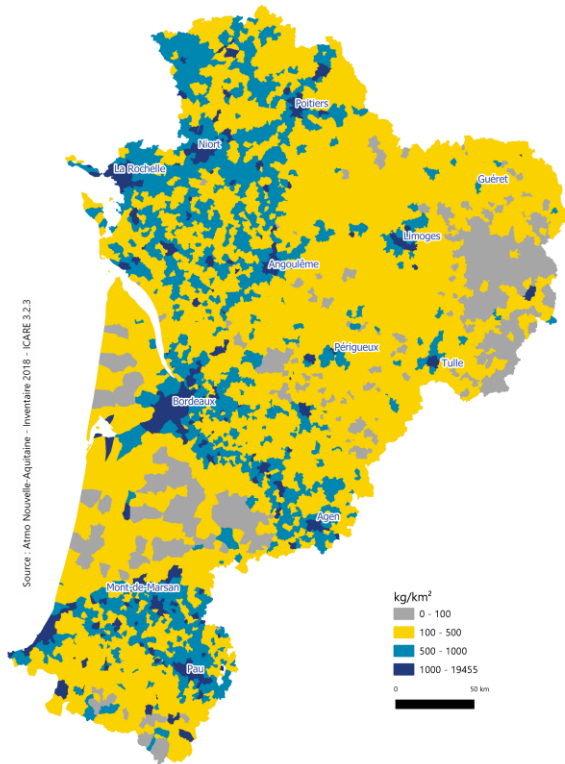 Poitiers
Niort
La Rochelle
Guéret
Limoges
Angoulême
Périgueux
Tulle
Bordeaux
Agen
Mont-de-Marsan
Pau
Source : Atmo Nouvelle-Aquitaine - Inventaire 2018 - ICARE 3.2.3
kg/km²
0 - 100
100 - 500
500 - 1000
1000 - 19455
0 50 km